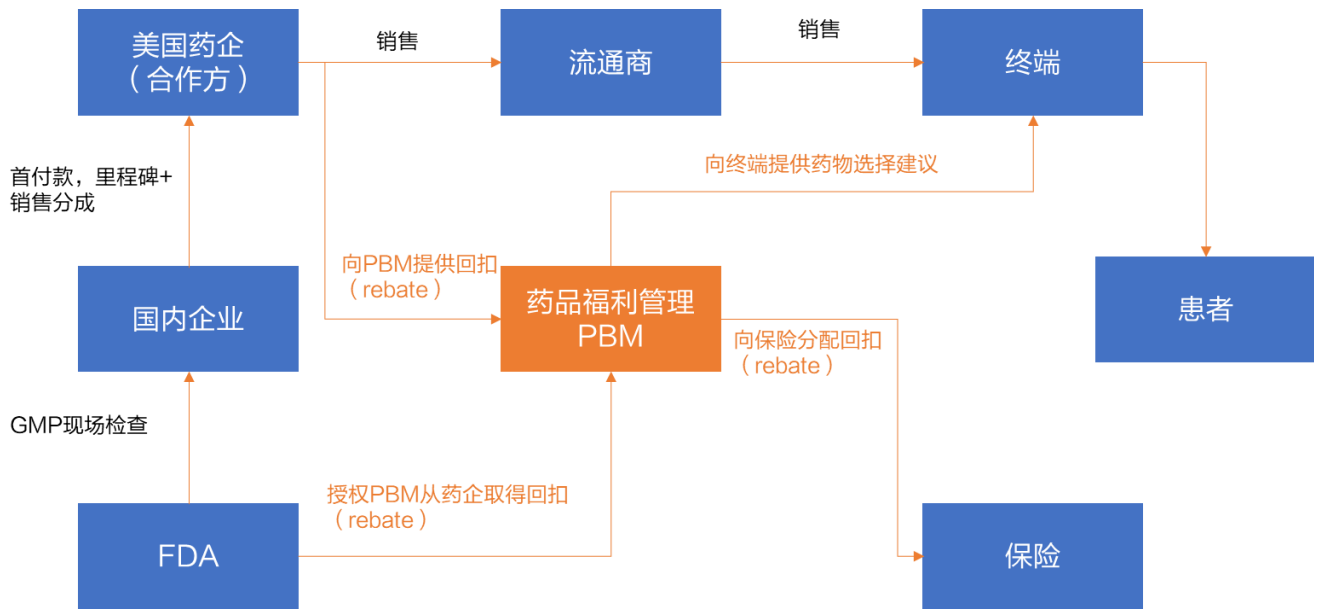 美国药企
（合作方）
销售
流通商
销售
终端
首付款，里程碑+
销售分成
向终端提供药物选择建议
国内企业
向PBM提供回扣
（rebate）
药品福利管理
PBM
向保险分配回扣
（rebate）
患者
GMP现场检查
授权PBM从药企取得回扣
（rebate）
FDA
保险